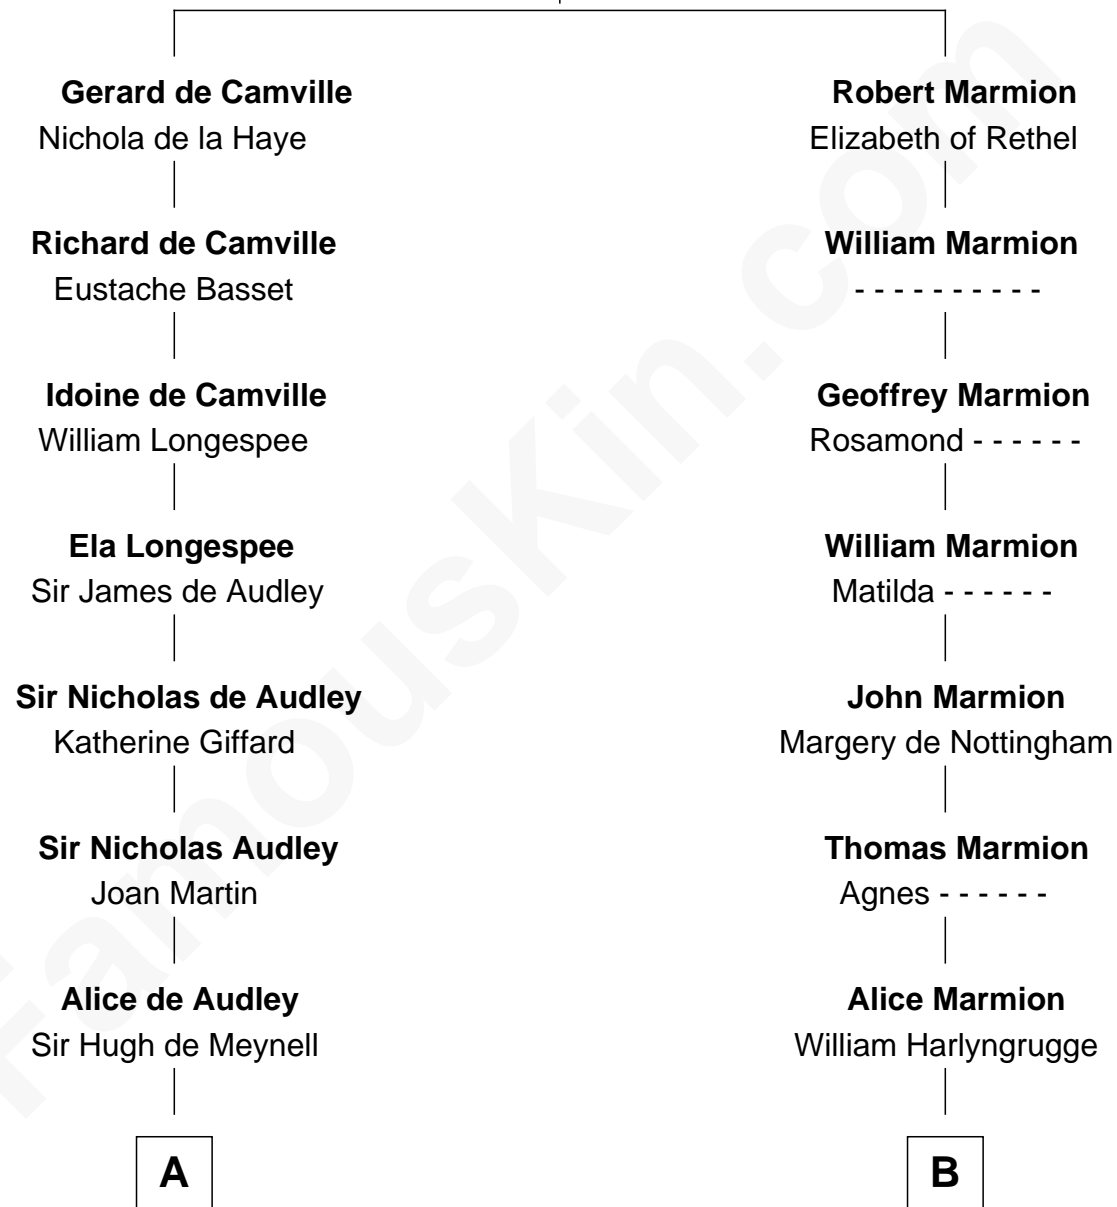 Gerard de Camville
Nichola de la Haye
Richard de Camville
Eustache Basset
Idoine de Camville
William Longespee
Ela Longespee
Sir James de Audley
Sir Nicholas de Audley
Katherine Giffard
Sir Nicholas Audley
Joan Martin
Alice de Audley
Sir Hugh de Meynell
A
Robert Marmion
Elizabeth of Rethel
William Marmion
- - - - - - - - - -
Geoffrey Marmion
Rosamond - - - - - -
William Marmion
Matilda - - - - - -
John Marmion
Margery de Nottingham
Thomas Marmion
Agnes - - - - - -
Alice Marmion
William Harlyngrugge
B
FamousKin.com